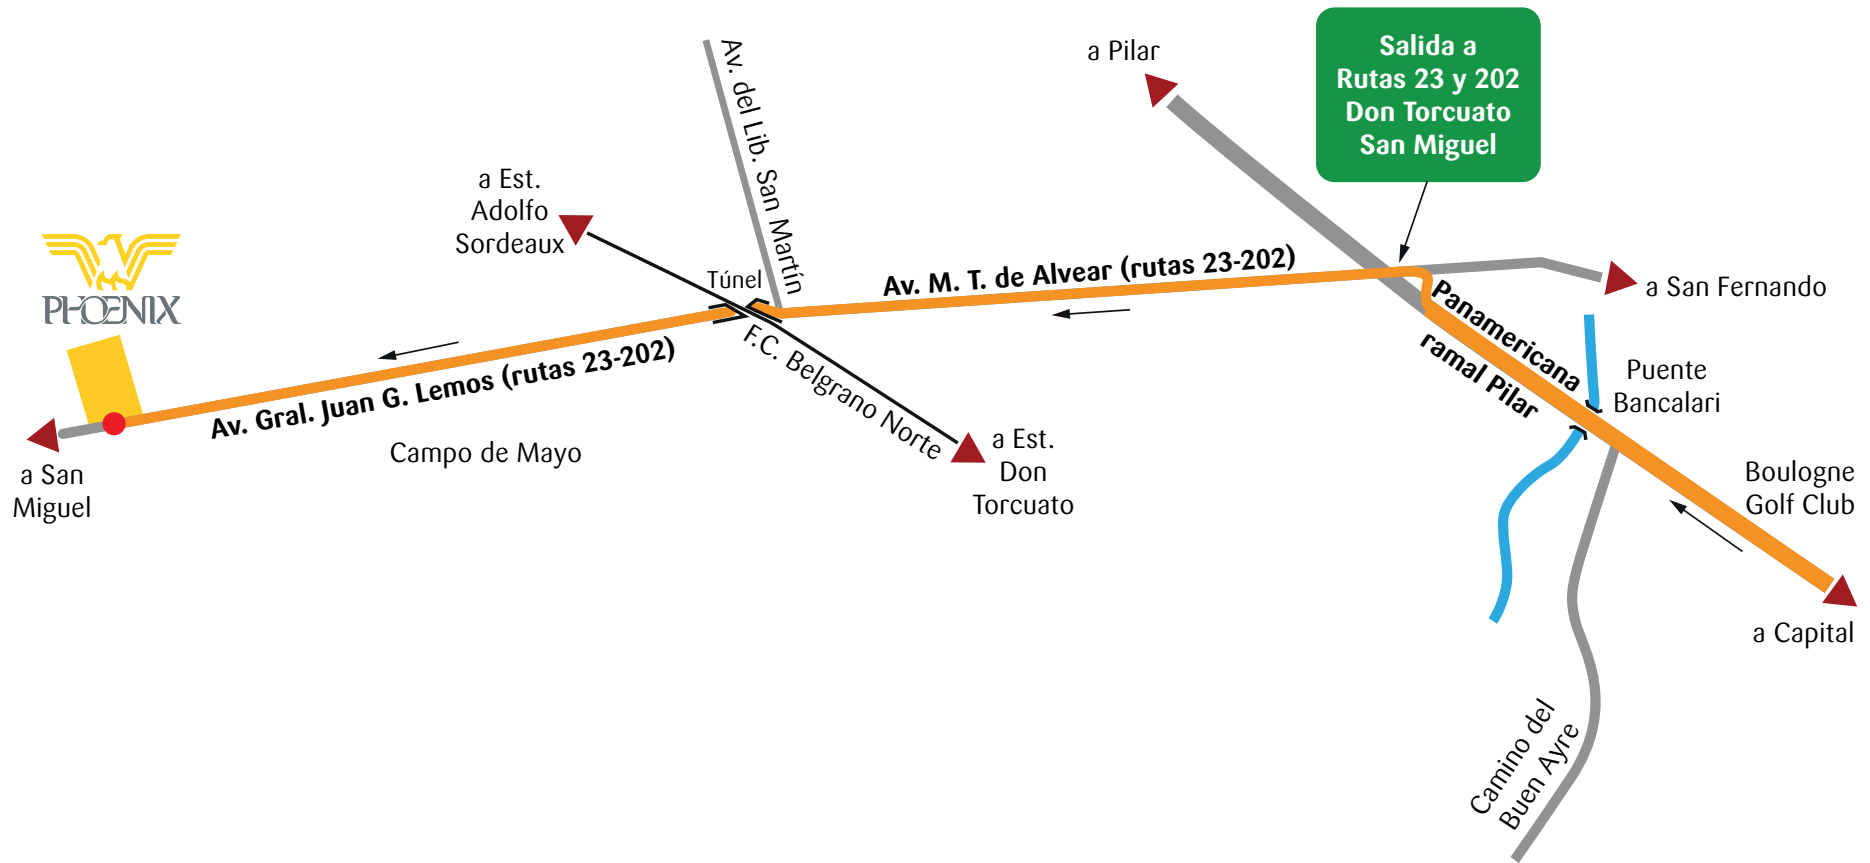 a Pilar
Salida a
Rutas 23 y 202
Don Torcuato
San Miguel
Av. del Lib. San Martín
a Est.
Adolfo
Sordeaux
PHOENIX
Túnel
Av. M. T. de Alvear (rutas 23-202)
a San Fernando
Panamericana
ramal Pilar
Puente
Bancalari
F.C. Belgrano Norte
Av. Gral. Juan G. Lemos (rutas 23-202)
Campo de Mayo
a San
Miguel
a Est.
Don
Torcuato
Boulogne
Golf Club
a Capital
Camino del
Buen Ayre